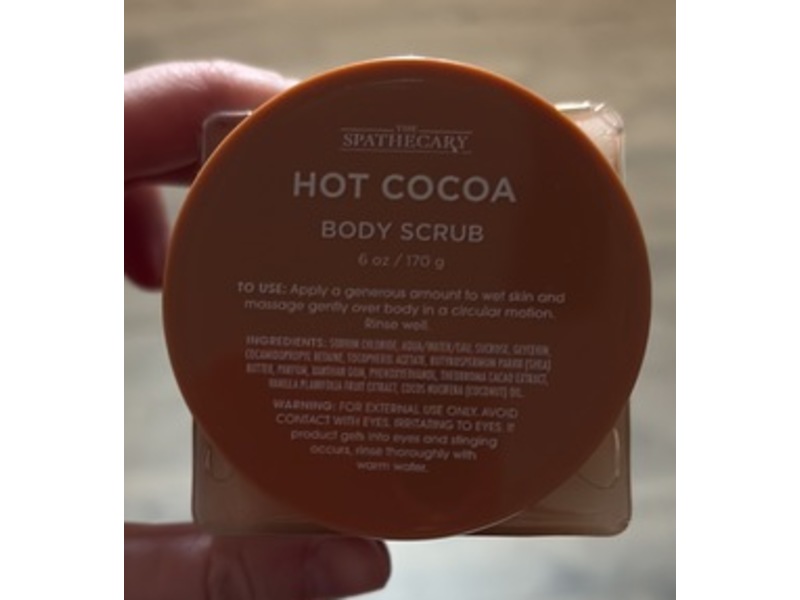 THE
SPATHECARY
HOT COCOA
BODY SCRUB
6 oz / 170 g
TO USE: Apply a generous amount to wet skin and
massage gently over body in a circular motion.
Rinse well.
INGREDIENTS: SODIUM CHLORIDE, AQUA/WATER/EAU, SUCROSE, GLYCERIN,
COCAMIDOPROPYL BETAINE, TOCOPHERYL ACETATE, BUTYROSPERMUM PARKII (SHEA)
BUTTER, PARFUM, XANTHAN GUM, PHENOXYETHANOL, THEOBROMA CACAO EXTRACT,
VANILLA PLANIFOLIA FRUIT EXTRACT, COCOS NUCIFERA (COCONUT) OIL.
WARNING: FOR EXTERNAL USE ONLY. AVOID
CONTACT WITH EYES. IRRITATING TO EYES. If
product gets into eyes and stinging
occurs, rinse thoroughly with
warm water.